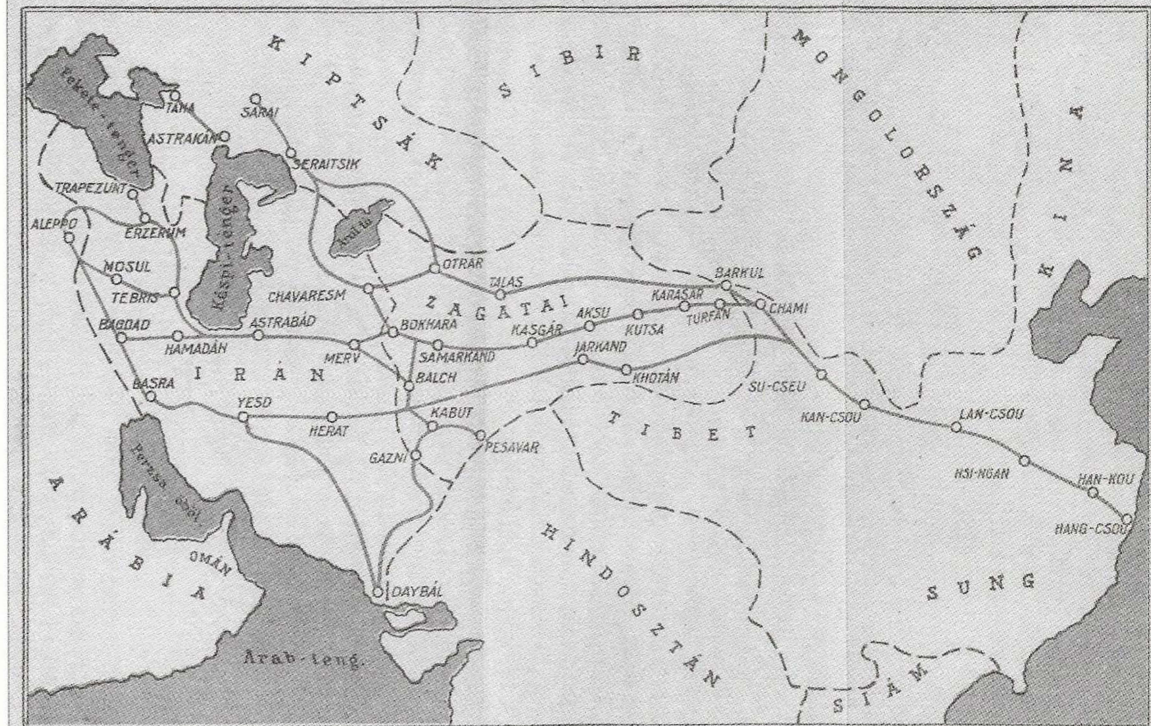 KIPTSÁK
SIBIR
MONGOLORSZÁG
KINA
Fekete-tenger
TANA
SARAI
ASTRAKÁN
SERAITSIK
TRAPEZUNT
Káspi-tenger
Aral tó
ALEPPO
ERZERUM
MOSUL
OTRAR
BARKUL
TEBRIS
CHAVARESM
TALAS
ZAGATAI
KARASAR
CHAMI
AKSU
TURFÁN
BAGDAD
HAMADÁN
ASTRABÁD
BOKHARA
KASGÁR
KUTSA
MERV
SAMARKAND
JARKAND
IRÁN
BALCH
KHOTÁN
SU-CSEU
BASRA
YESD
HERAT
KABUT
TIBET
KAN-CSOU
LAN-CSOU
GAZNI
PESAVAR
HSI-NGAN
HAN-KOU
Perzsa öböl
HANG-CSOU
ARÁBIA
OMÁN
HINDOSZTÁN
DAYBÁL
SUNG
Arab-teng.
SIÁM